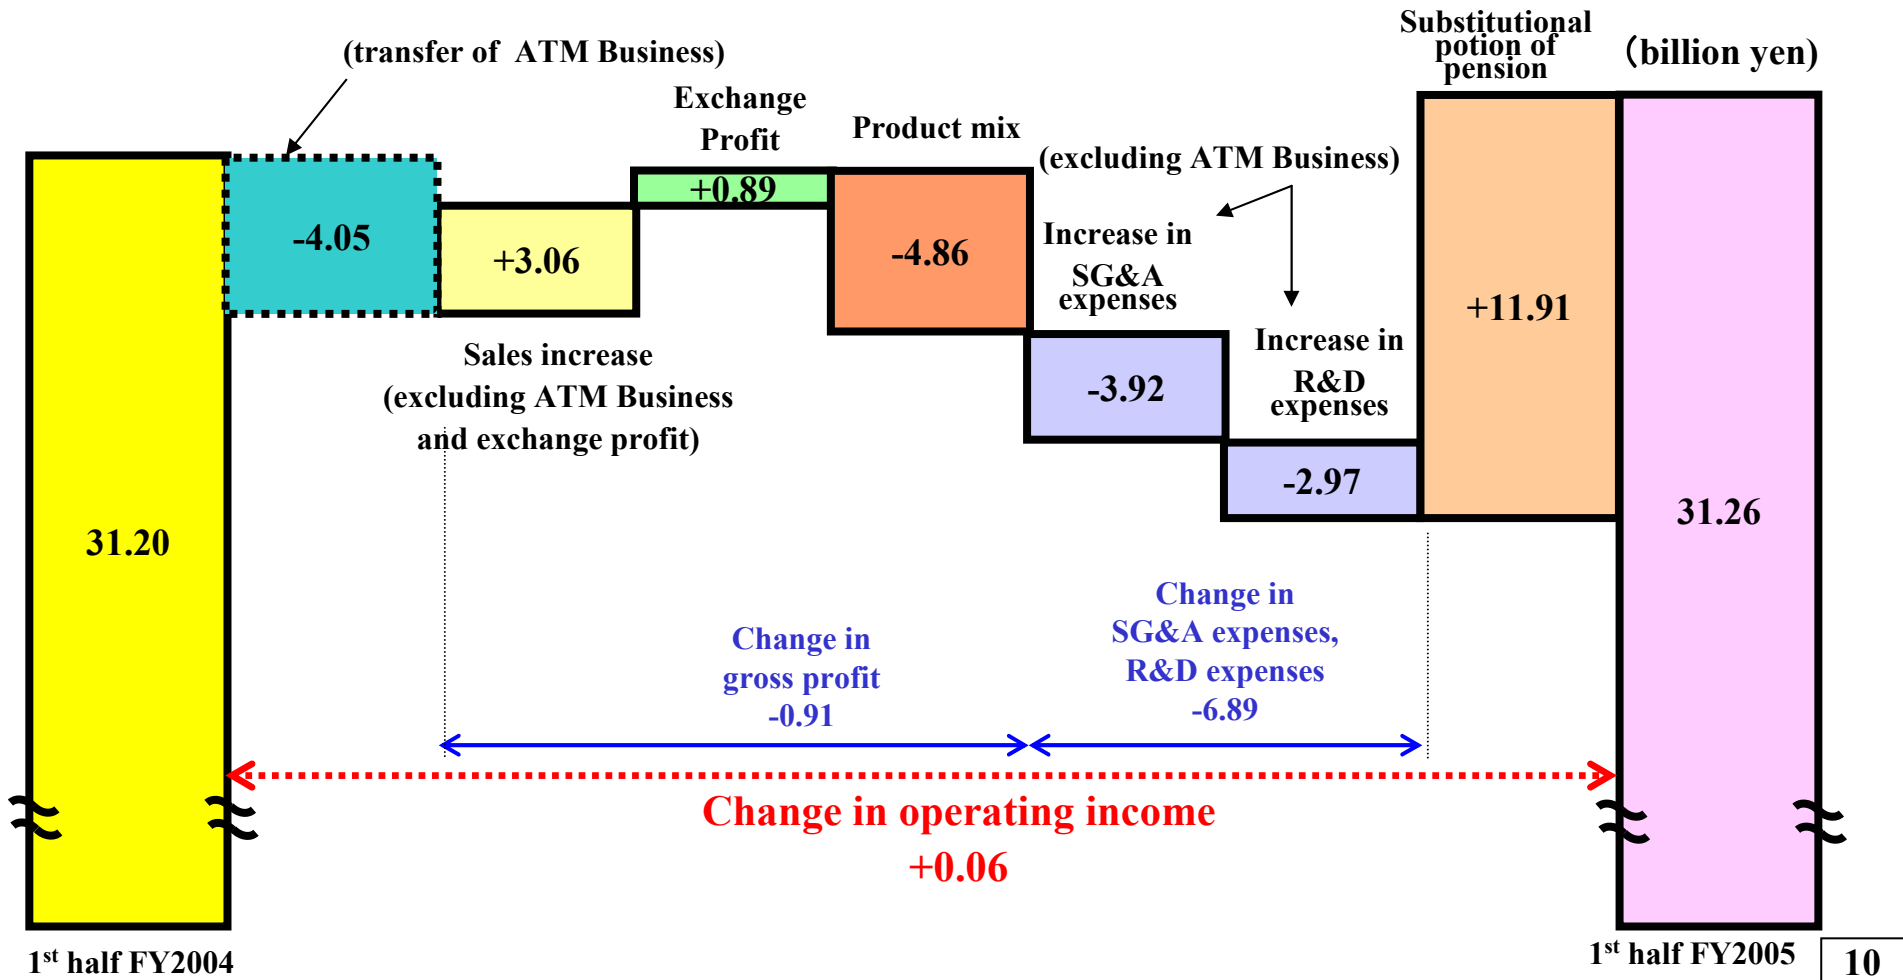 Substitutional
potion of
pension
（billion yen)
(transfer of ATM Business)
Exchange
Profit
Product mix
(excluding ATM Business)
+0.89
-4.05
+3.06
-4.86
Increase in
SG&A
expenses
+11.91
Increase in
R&D
expenses
Sales increase
(excluding ATM Business
and exchange profit)
-3.92
-2.97
31.20
31.26
Change in
gross profit
-0.91
Change in
SG&A expenses,
R&D expenses
-6.89
Change in operating income
+0.06
1st half FY2004
1st half FY2005
10